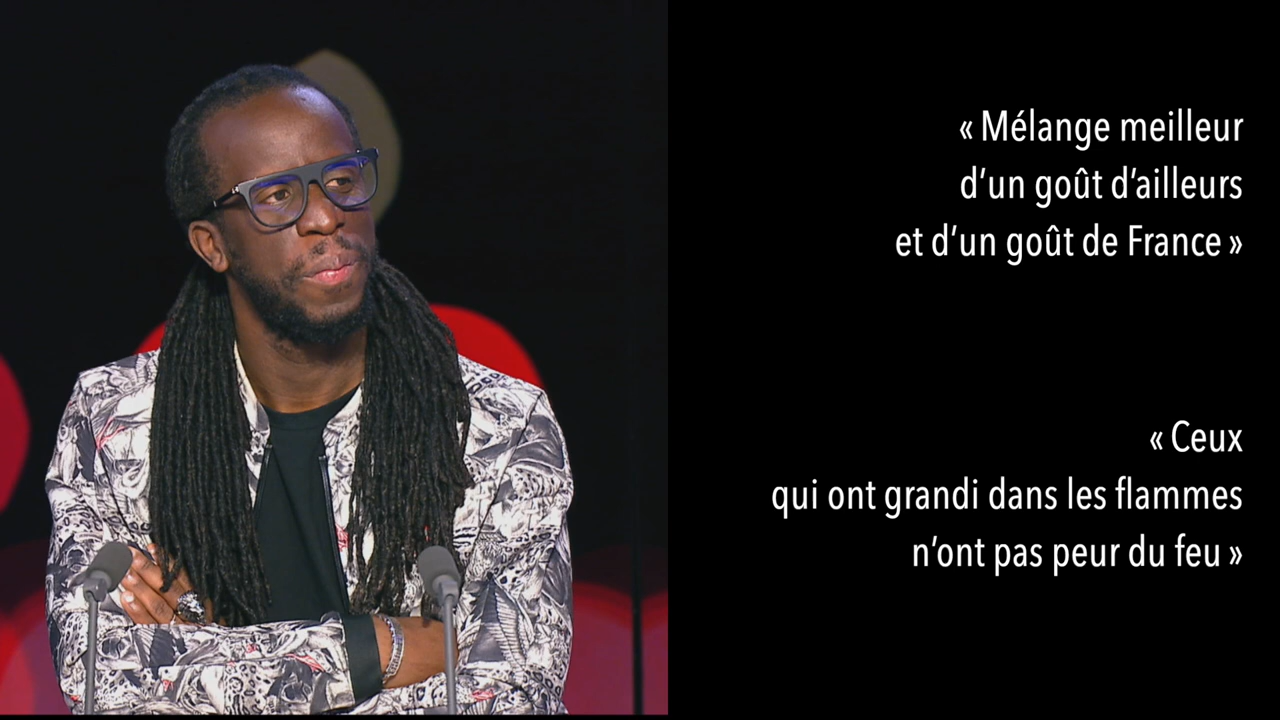 « Mélange meilleur
d’un goût d’ailleurs
et d’un goût de France »
« Ceux
qui ont grandi dans les flammes
n’ont pas peur du feu »